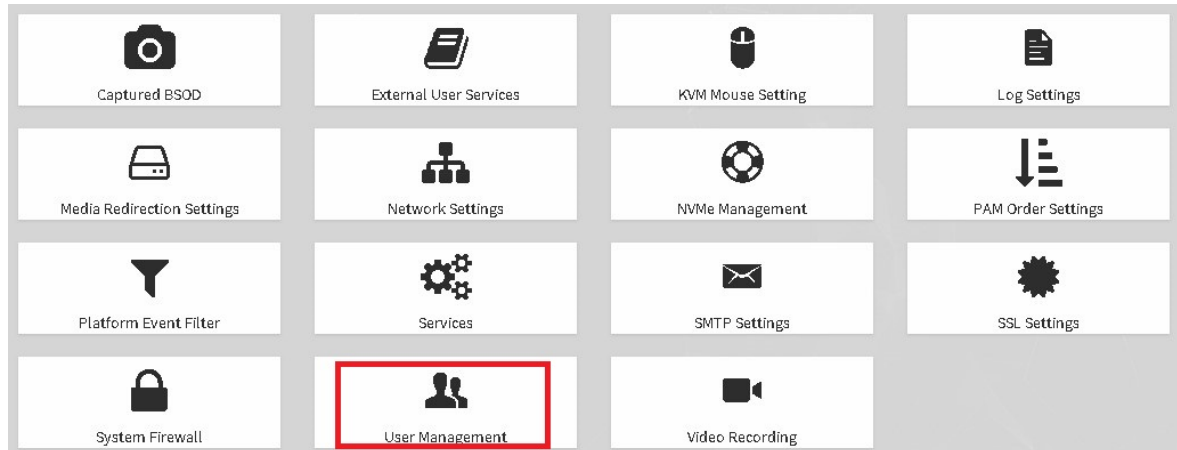 Captured BSOD
External User Services
KVM Mouse Setting
Log Settings
Media Redirection Settings
Network Settings
NVMe Management
PAM Order Settings
Platform Event Filter
Services
SMTP Settings
SSL Settings
System Firewall
User Management
Video Recording